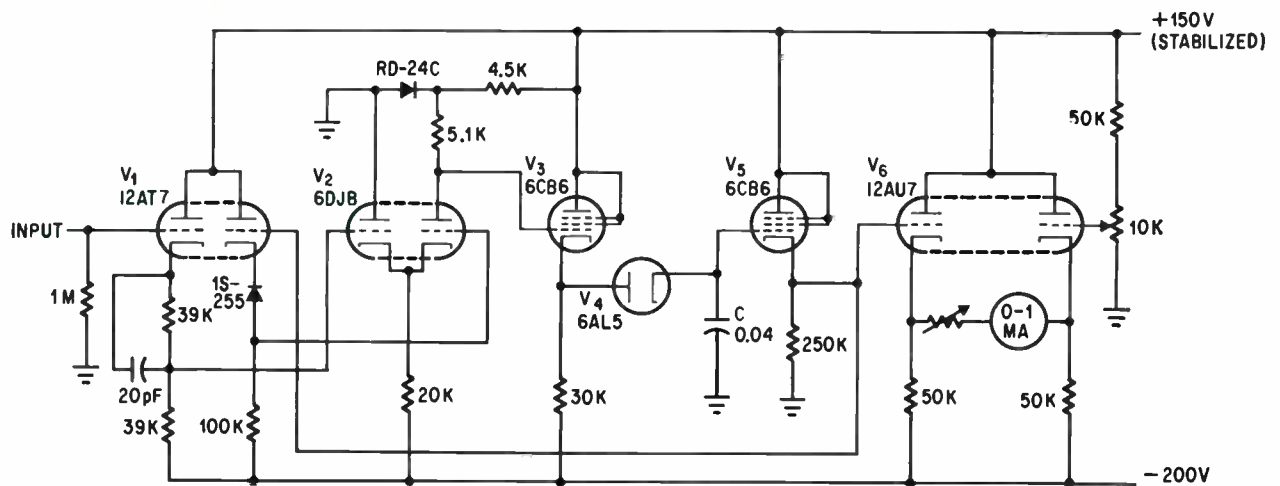 +150V
(STABILIZED)
RD-24C
4.5K
50K
5.1K
V1
12AT7
V2
6DJ8
V3
6CB6
V5
6CB6
V6
12AU7
INPUT
10K
1M
39K
1S-
255
V4
6AL5
C
0.04
250K
0-1
MA
20pF
39K
100K
20K
30K
50K
50K
-200V